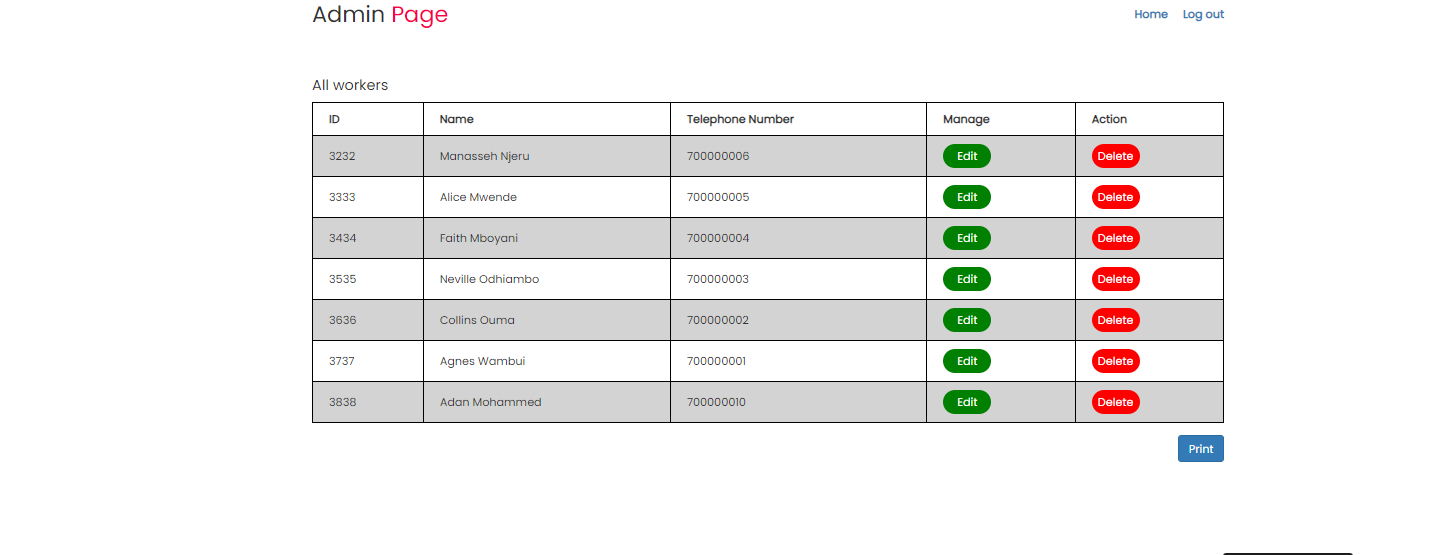 Admin Page
Home Log out
All workers
ID Name Telephone Number Manage Action
3232 Manasseh Njeru 700000006 Edit Delete
3333 Alice Mwende 700000005 Edit Delete
3434 Faith Mboyani 700000004 Edit Delete
3535 Neville Odhiambo 700000003 Edit Delete
3636 Collins Ouma 700000002 Edit Delete
3737 Agnes Wambui 700000001 Edit Delete
3838 Adan Mohammed 700000010 Edit Delete
Print